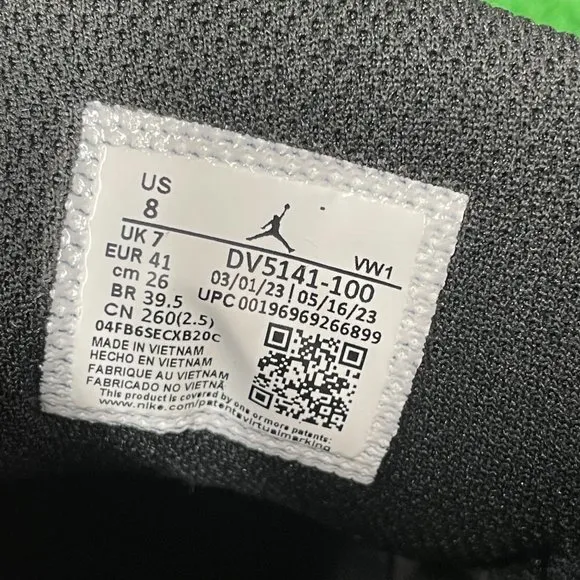 US
8
UK 7
EUR 41
cm 26
BR 39.5
CN 260(2.5)
04FB6SECXB20C
VW1
DV5141-100
03/01/23 | 05/16/23
UPC 00196969266899
MADE IN VIETNAM
HECHO EN VIETNAM
FABRIQUE AU VIETNAM
FABRICADO NO VIETNÃ
This product is covered by one or more patents:
www.nike.com/patentsvirtualmarking